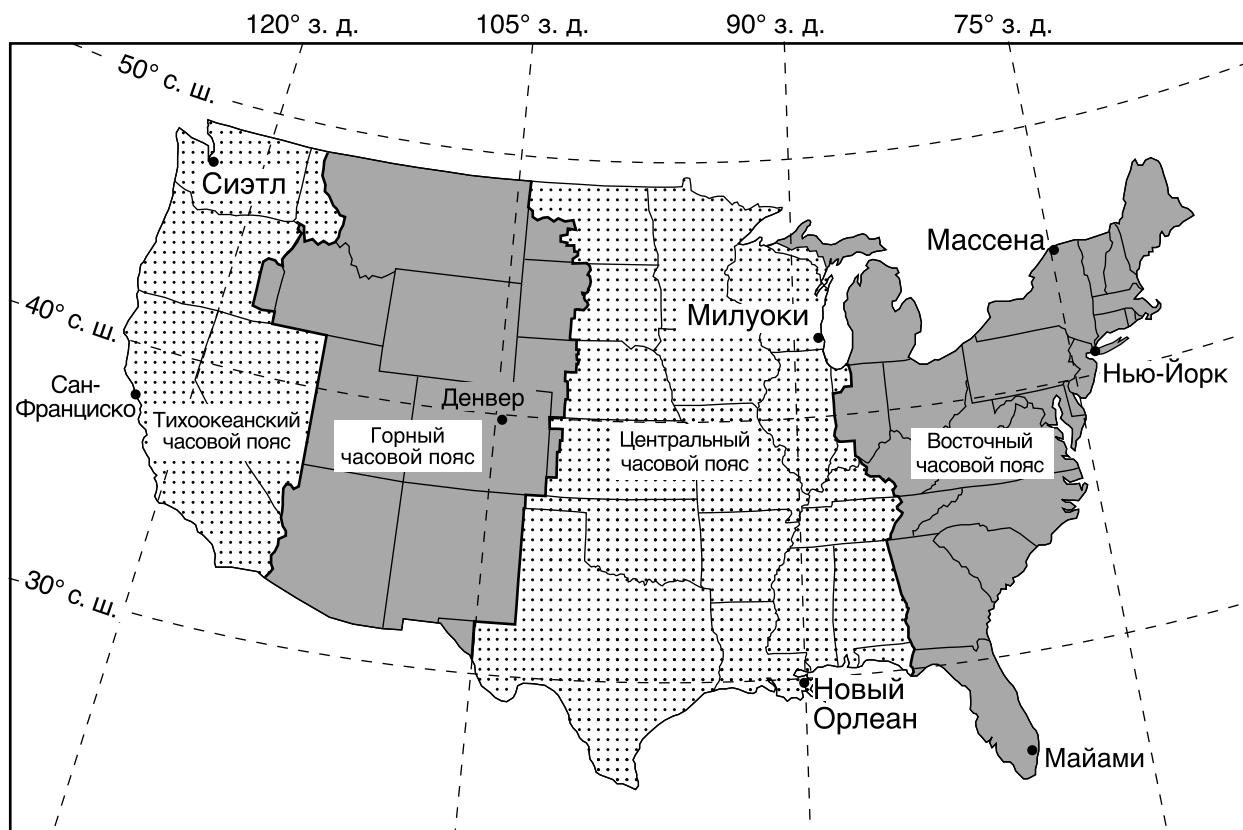 120° з. д.
105° з. д.
90° з. д.
75° з. д.
50° с. ш.
Сиэтл
Массена
40° с. ш.
Милуоки
Сан-
Франциско
Денвер
Нью-Йорк
Тихоокеанский
часовой пояс
Горный
часовой пояс
Центральный
часовой пояс
Восточный
часовой пояс
30° с. ш.
Новый
Орлеан
Майами